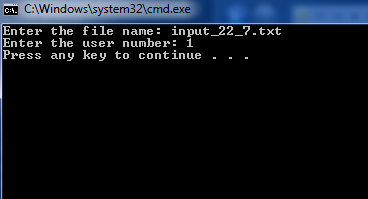 C:\Windows\system32\cmd.exe
Enter the file name: input_22_7.txt
Enter the user number: 1
Press any key to continue . . .